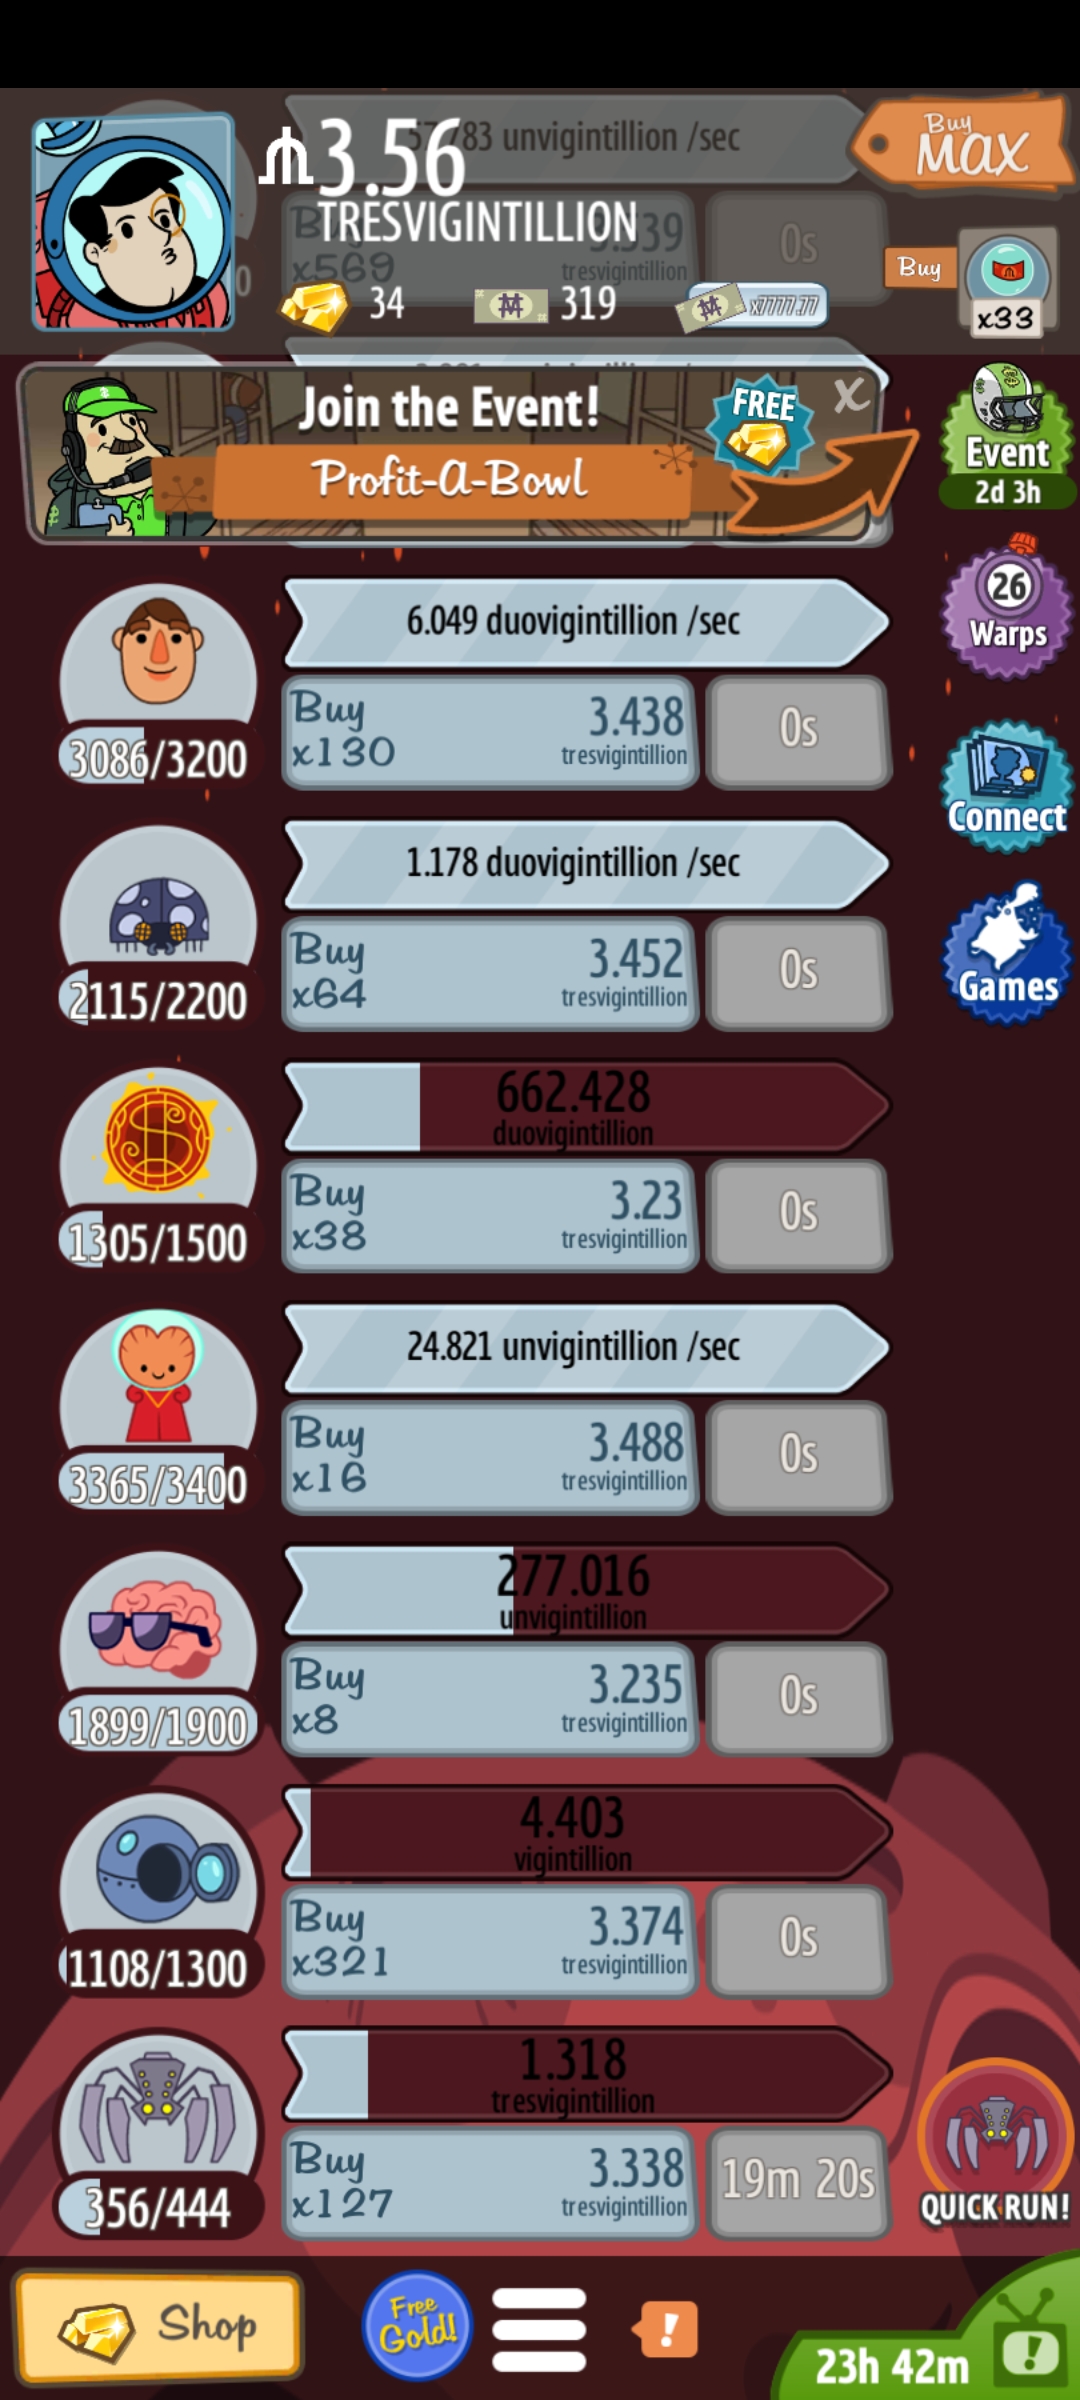 57.783 unvigintillion /sec
₼3.56
TRESVIGINTILLION
Buy
MAX
Buy
x569
3.539
tresvigintillion
0s
34
319
x7777.77
Buy
x33
Join the Event!
FREE
X
Profit-A-Bowl
Event
2d 3h
6.049 duovigintillion /sec
26
Warps
Buy
x130
3.438
tresvigintillion
0s
3086/3200
Connect
1.178 duovigintillion /sec
Buy
x64
3.452
tresvigintillion
0s
2115/2200
Games
662.428
duovigintillion
Buy
x38
3.23
tresvigintillion
0s
1305/1500
24.821 unvigintillion /sec
Buy
x16
3.488
tresvigintillion
0s
3365/3400
277.016
unvigintillion
Buy
x8
3.235
tresvigintillion
0s
1899/1900
4.403
vigintillion
Buy
x321
3.374
tresvigintillion
0s
1108/1300
1.318
tresvigintillion
Buy
x127
3.338
tresvigintillion
19m 20s
356/444
QUICK RUN!
Shop
Free
Gold!
!
23h 42m
!